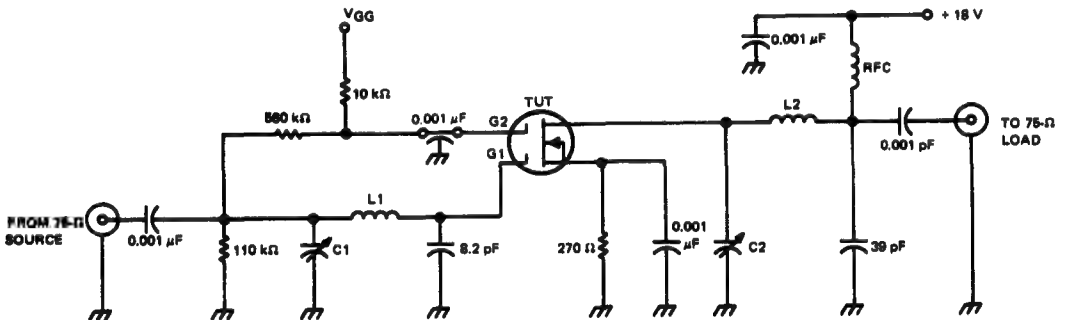 VGG
+ 18 V
0.001 µF
RFC
10 kΩ
TUT
560 kΩ
0.001 µF
G2
L2
G1
0.001 pF
TO 75-Ω
LOAD
L1
FROM 75-Ω
SOURCE
0.001 µF
110 kΩ
C1
8.2 pF
270 Ω
0.001
µF
C2
39 pF